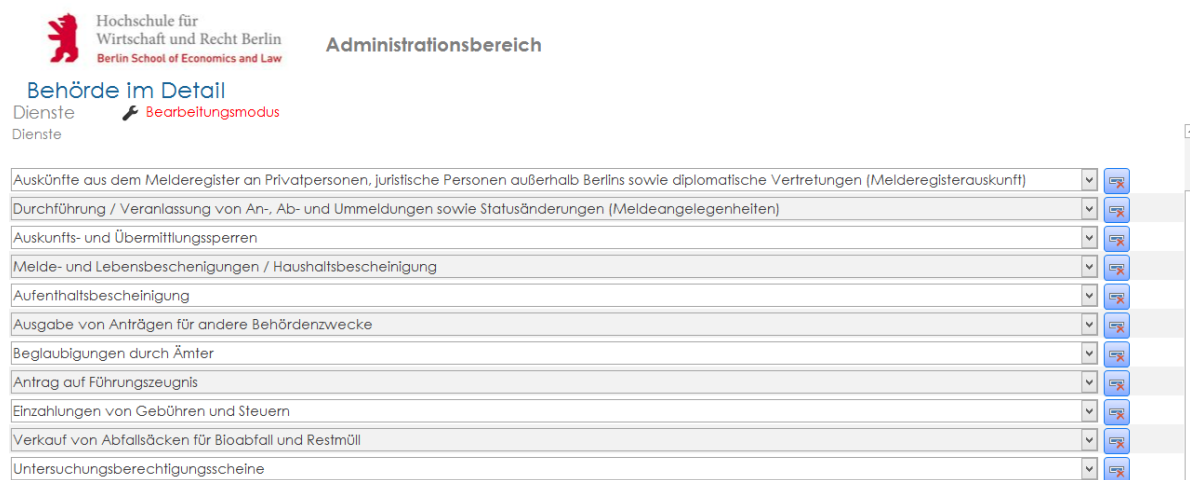 Hochschule für
Wirtschaft und Recht Berlin
Berlin School of Economics and Law
Administrationsbereich
Behörde im Detail
Dienste Bearbeitungsmodus
Dienste
Auskünfte aus dem Melderegister an Privatpersonen, juristische Personen außerhalb Berlins sowie diplomatische Vertretungen (Melderegisterauskunft)
Durchführung / Veranlassung von An-, Ab- und Ummeldungen sowie Statusänderungen (Meldeangelegenheiten)
Auskunfts- und Übermittlungssperren
Melde- und Lebensbeschenigungen / Haushaltsbescheinigung
Aufenthaltsbescheinigung
Ausgabe von Anträgen für andere Behördenzwecke
Beglaubigungen durch Ämter
Antrag auf Führungszeugnis
Einzahlungen von Gebühren und Steuern
Verkauf von Abfallsäcken für Bioabfall und Restmüll
Untersuchungsberechtigungsscheine